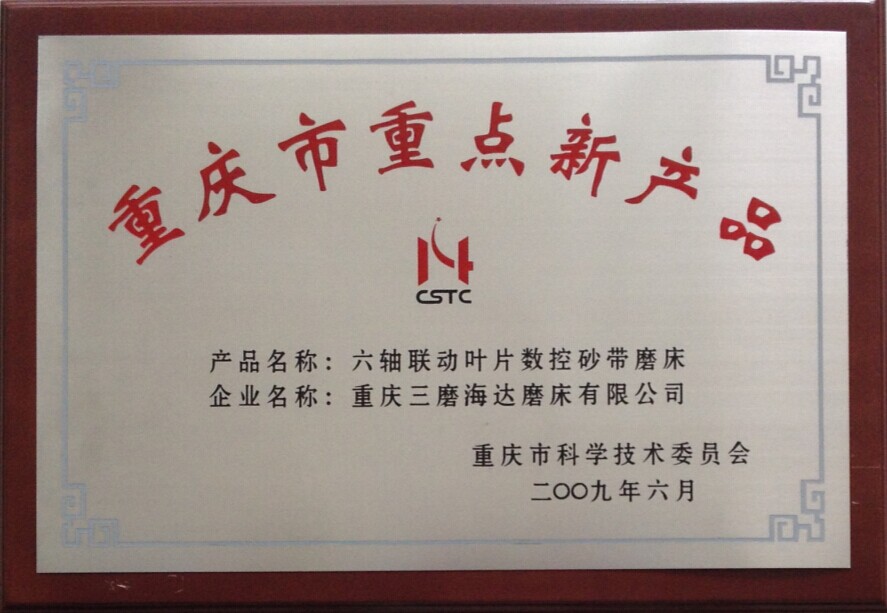 重庆市重点新产品
CSTC
产品名称：六轴联动叶片数控砂带磨床
企业名称：重庆三磨海达磨床有限公司
重庆市科学技术委员会
二〇〇九年六月